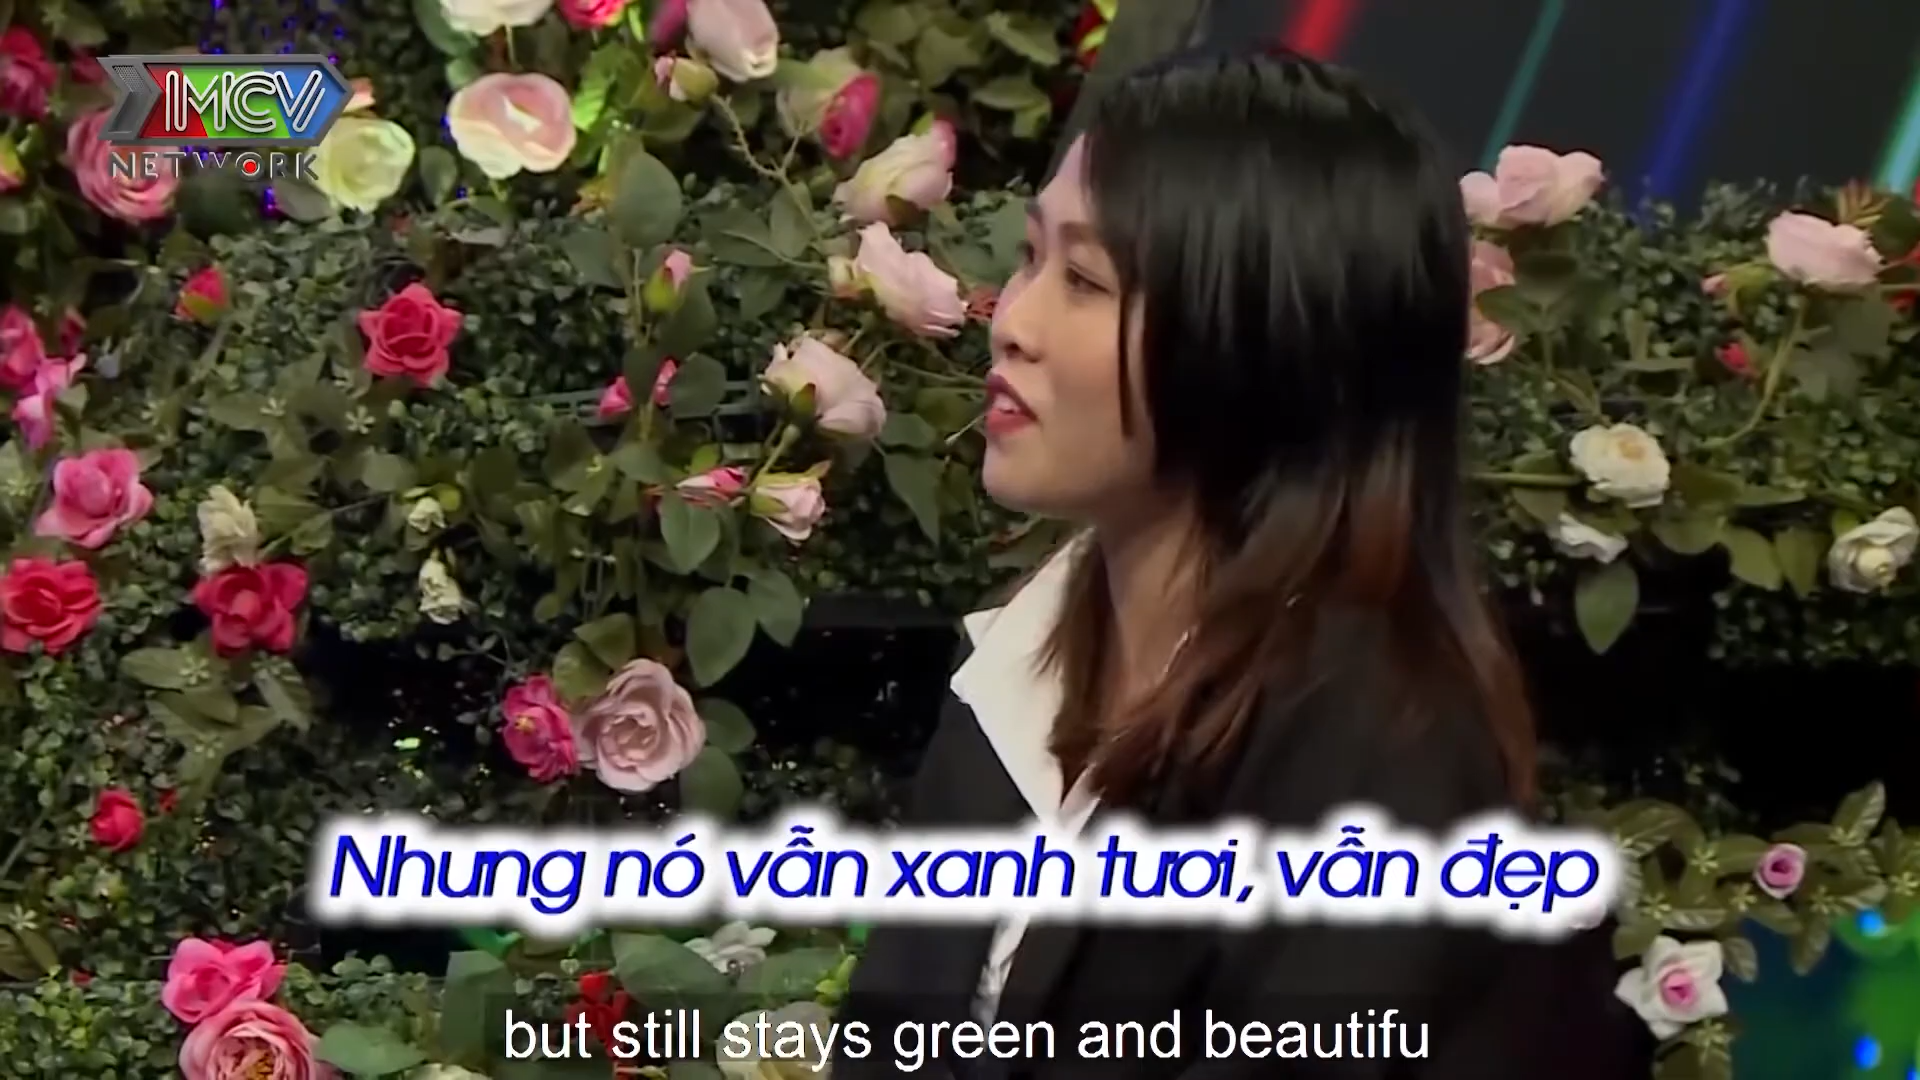 MCV
NETWORK
Nhưng nó vẫn xanh tươi, vẫn đẹp
but still stays green and beautifu